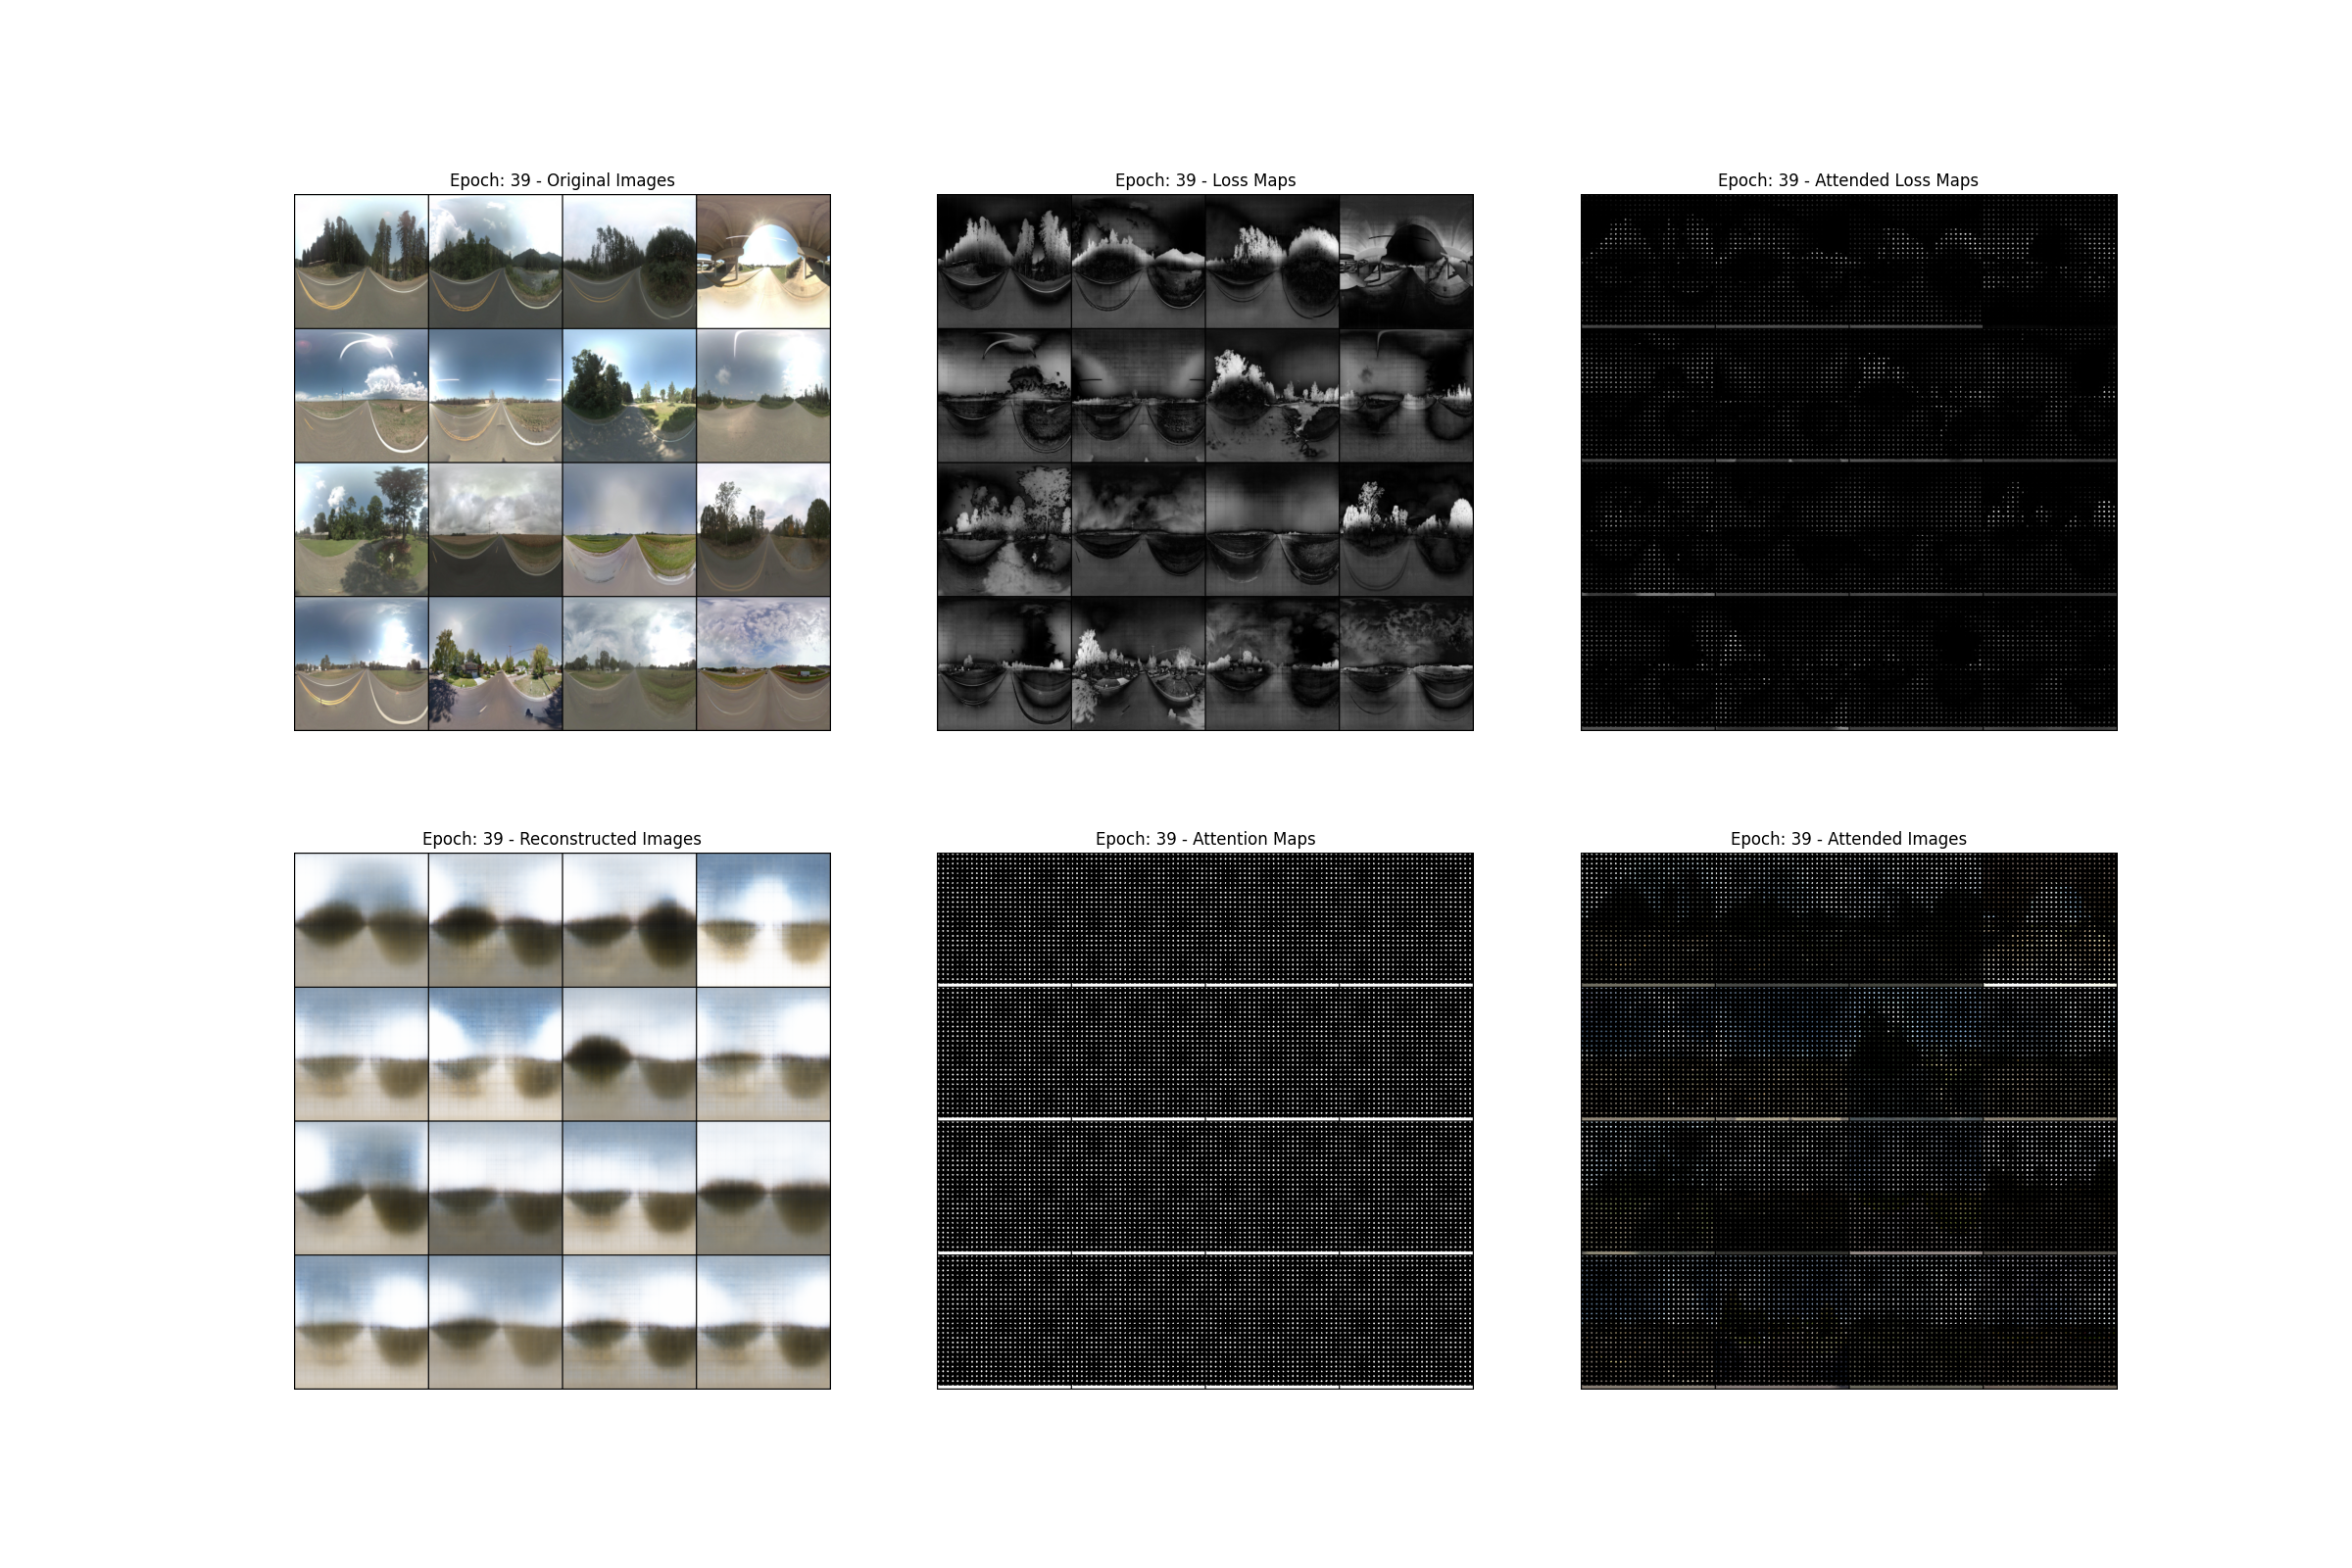 Epoch: 39 - Original Images
Epoch: 39 - Loss Maps
Epoch: 39 - Attended Loss Maps
Epoch: 39 - Reconstructed Images
Epoch: 39 - Attention Maps
Epoch: 39 - Attended Images